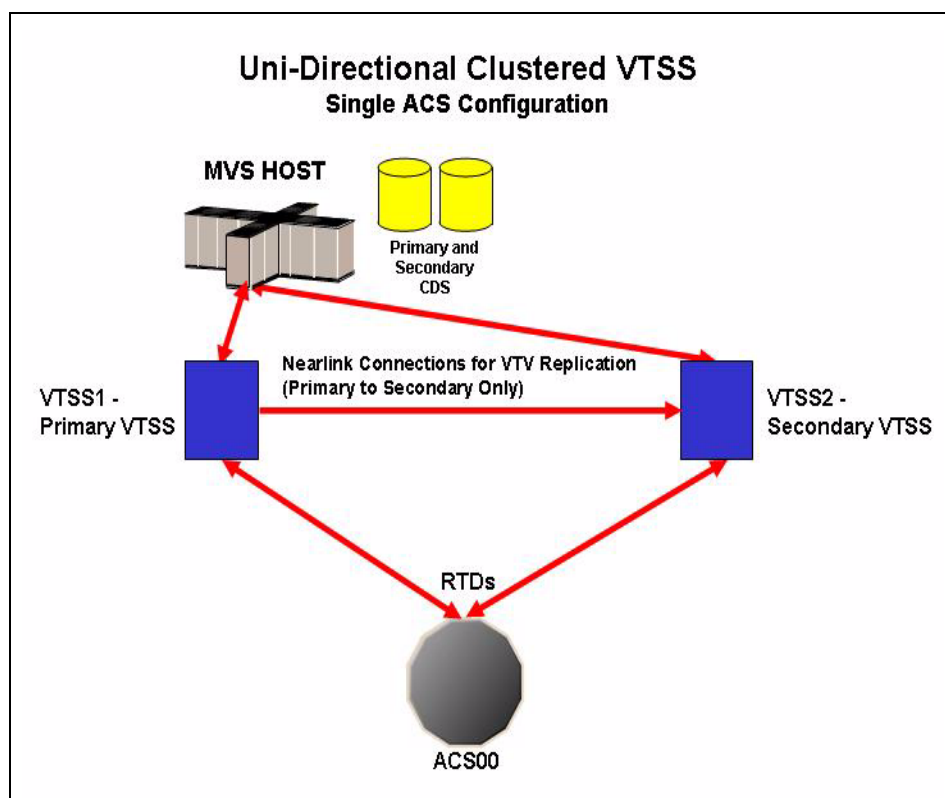 Uni-Directional Clustered VTSS
Single ACS Configuration
MVS HOST
Primary and
Secondary
CDS
Nearlink Connections for VTV Replication
(Primary to Secondary Only)
VTSS1 -
Primary VTSS
VTSS2 -
Secondary VTSS
RTDs
ACS00